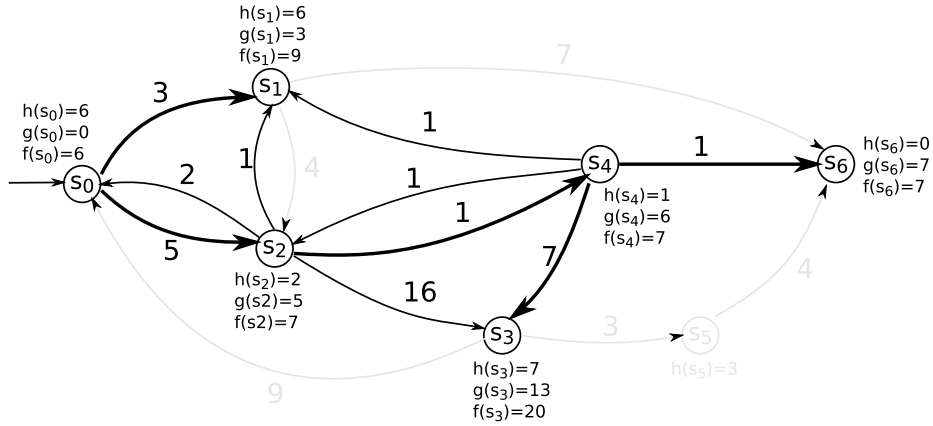 h(s₁)=6
g(s₁)=3
f(s₁)=9
s₁
7
h(s₀)=6
g(s₀)=0
f(s₀)=6
s₀
3
1
4
2
1
1
1
s₄
h(s₄)=1
g(s₄)=6
f(s₄)=7
1
s₆
h(s₆)=0
g(s₆)=7
f(s₆)=7
5
s₂
h(s₂)=2
g(s2)=5
f(s2)=7
16
7
4
s₃
3
s₅
h(s₅)=3
h(s₃)=7
g(s₃)=13
f(s₃)=20
9